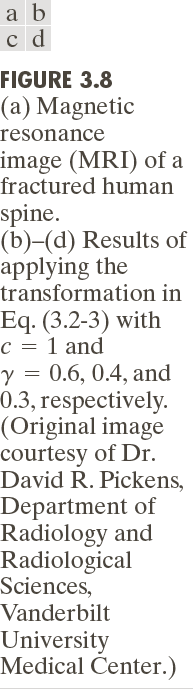 a b
c d
FIGURE 3.8
(a) Magnetic
resonance
image (MRI) of a
fractured human
spine.
(b)–(d) Results of
applying the
transformation in
Eq. (3.2-3) with
c = 1 and
γ = 0.6, 0.4, and
0.3, respectively.
(Original image
courtesy of Dr.
David R. Pickens,
Department of
Radiology and
Radiological
Sciences,
Vanderbilt
University
Medical Center.)